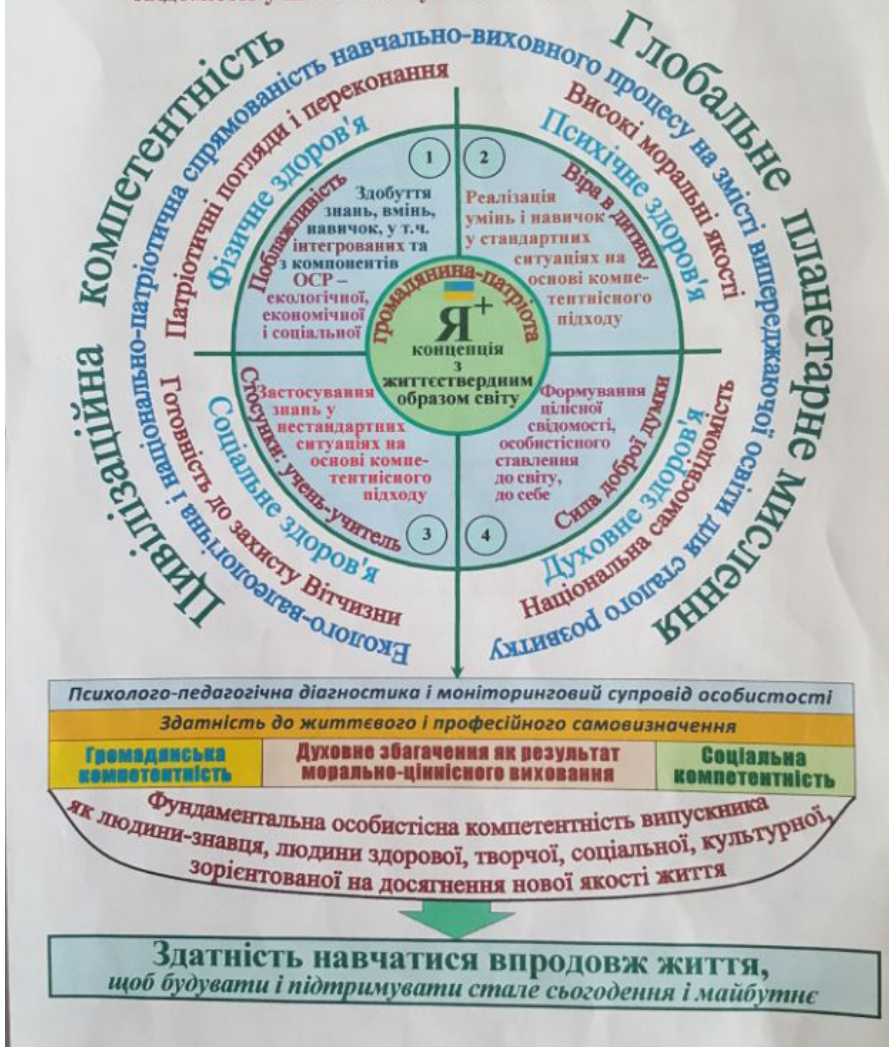 Цивілізаційна компетентність
Глобальне планетарне мислення
Еколого-валеологічна і національно-патріотична спрямованість навчально-виховного процесу на змісті випереджаючої освіти для сталого розвитку
Патріотичні погляди і переконання
Високі моральні якості
Фізичне здоров'я
Психічне здоров'я
Поблажливість
1
Здобуття
знань, вмінь,
навичок, у т.ч.
інтегрованих та
з компонентів
ОСР –
екологічної,
економічної
і соціальної
2
Віра в дитину
Реалізація
умінь і навичок
у стандартних
ситуаціях на
основі компе-
тентнісного
підходу
громадянина-патріота
Я+
концепція
з
життєствердним
образом світу
Стосунки: учень-учитель
Застосування
знань у
нестандартних
ситуаціях на
основі компе-
тентнісного
підходу
3
Формування
цілісної
свідомості,
особистісного
ставлення
до світу,
до себе
4
Сила доброї думки
Соціальне здоров'я
Духовне здоров'я
Готовність до захисту Вітчизни
Національна самосвідомість
Психолого-педагогічна діагностика і моніторинговий супровід особистості
Здатність до життєвого і професійного самовизначення
Громадянська
компетентність
Духовне збагачення як результат
морально-ціннісного виховання
Соціальна
компетентність
Фундаментальна особистісна компетентність випускника
як людини-знавця, людини здорової, творчої, соціальної, культурної,
зорієнтованої на досягнення нової якості життя
Здатність навчатися впродовж життя,
щоб будувати і підтримувати стале сьогодення і майбутнє